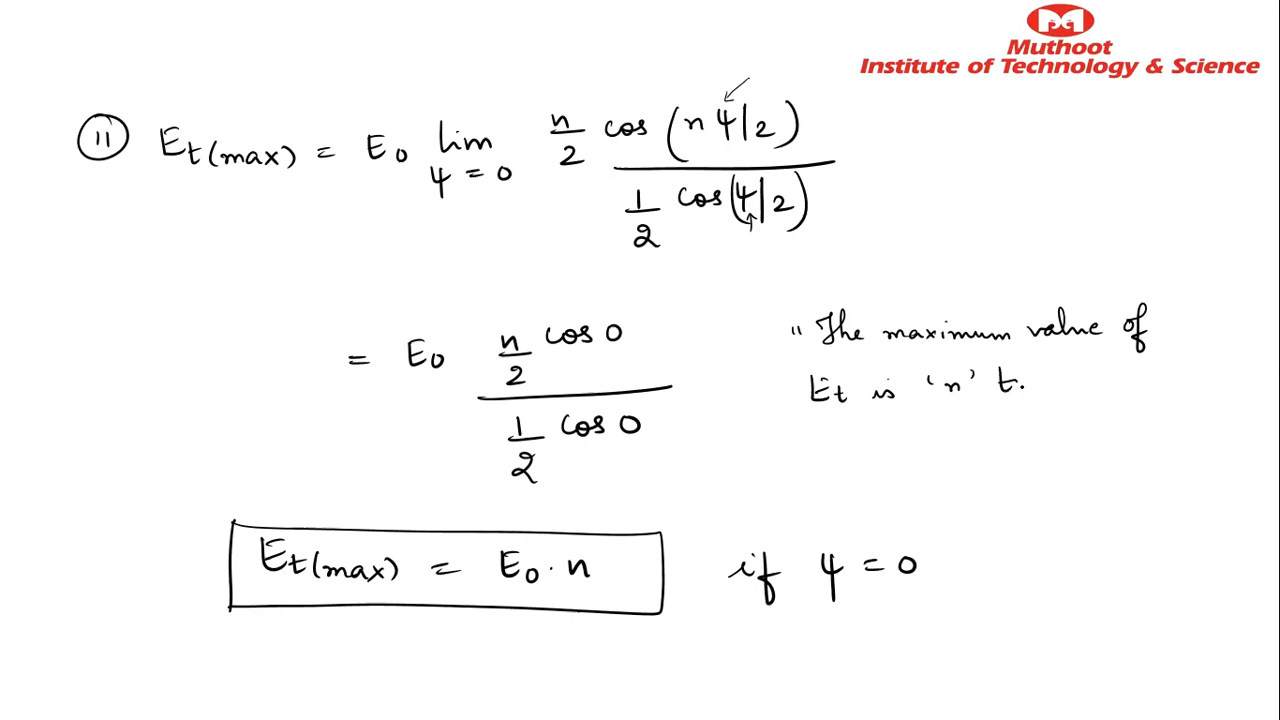 Muthoot
Institute of Technology & Science
11 Et(max) = E0 lim ψ = 0 n/2 cos (n ψ/2) / 1/2 cos(ψ/2)
= E0 n/2 cos 0 / 1/2 cos 0
" The maximum value of
Et is 'n' t.
Et(max) = E0 · n if ψ = 0